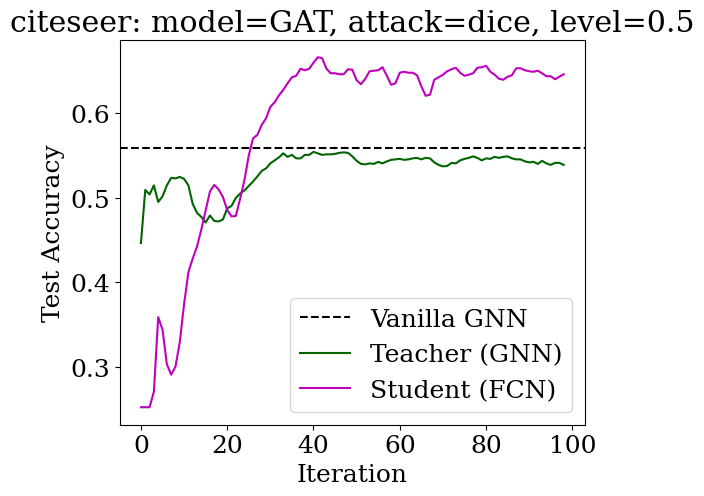 citeseer: model=GAT, attack=dice, level=0.5
Test Accuracy
0.6
0.5
0.4
0.3
Vanilla GNN
Teacher (GNN)
Student (FCN)
0 20 40 60 80 100
Iteration